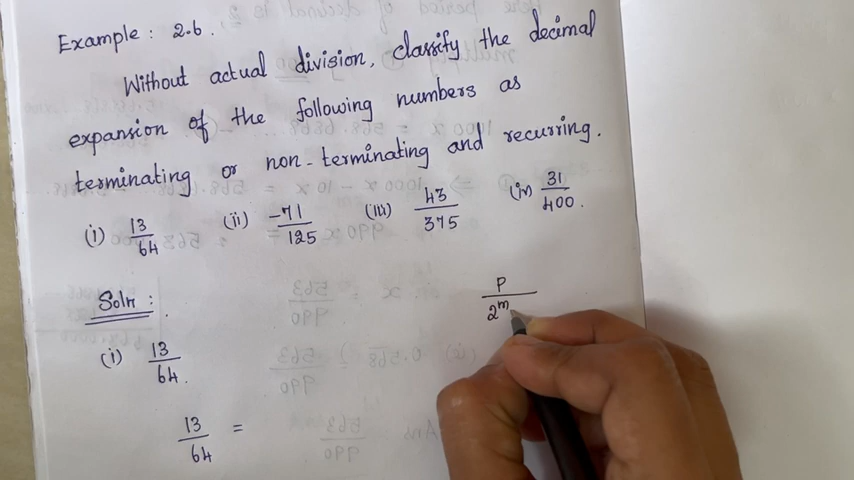 Example : 2.6.
Without actual division, classify the decimal
expansion of the following numbers as
terminating or non-terminating and recurring.
(i) 13/64 (ii) -71/125 (iii) 43/375 (iv) 31/400.
Soln :
(i) 13/64.
13/64 =
P/2^m